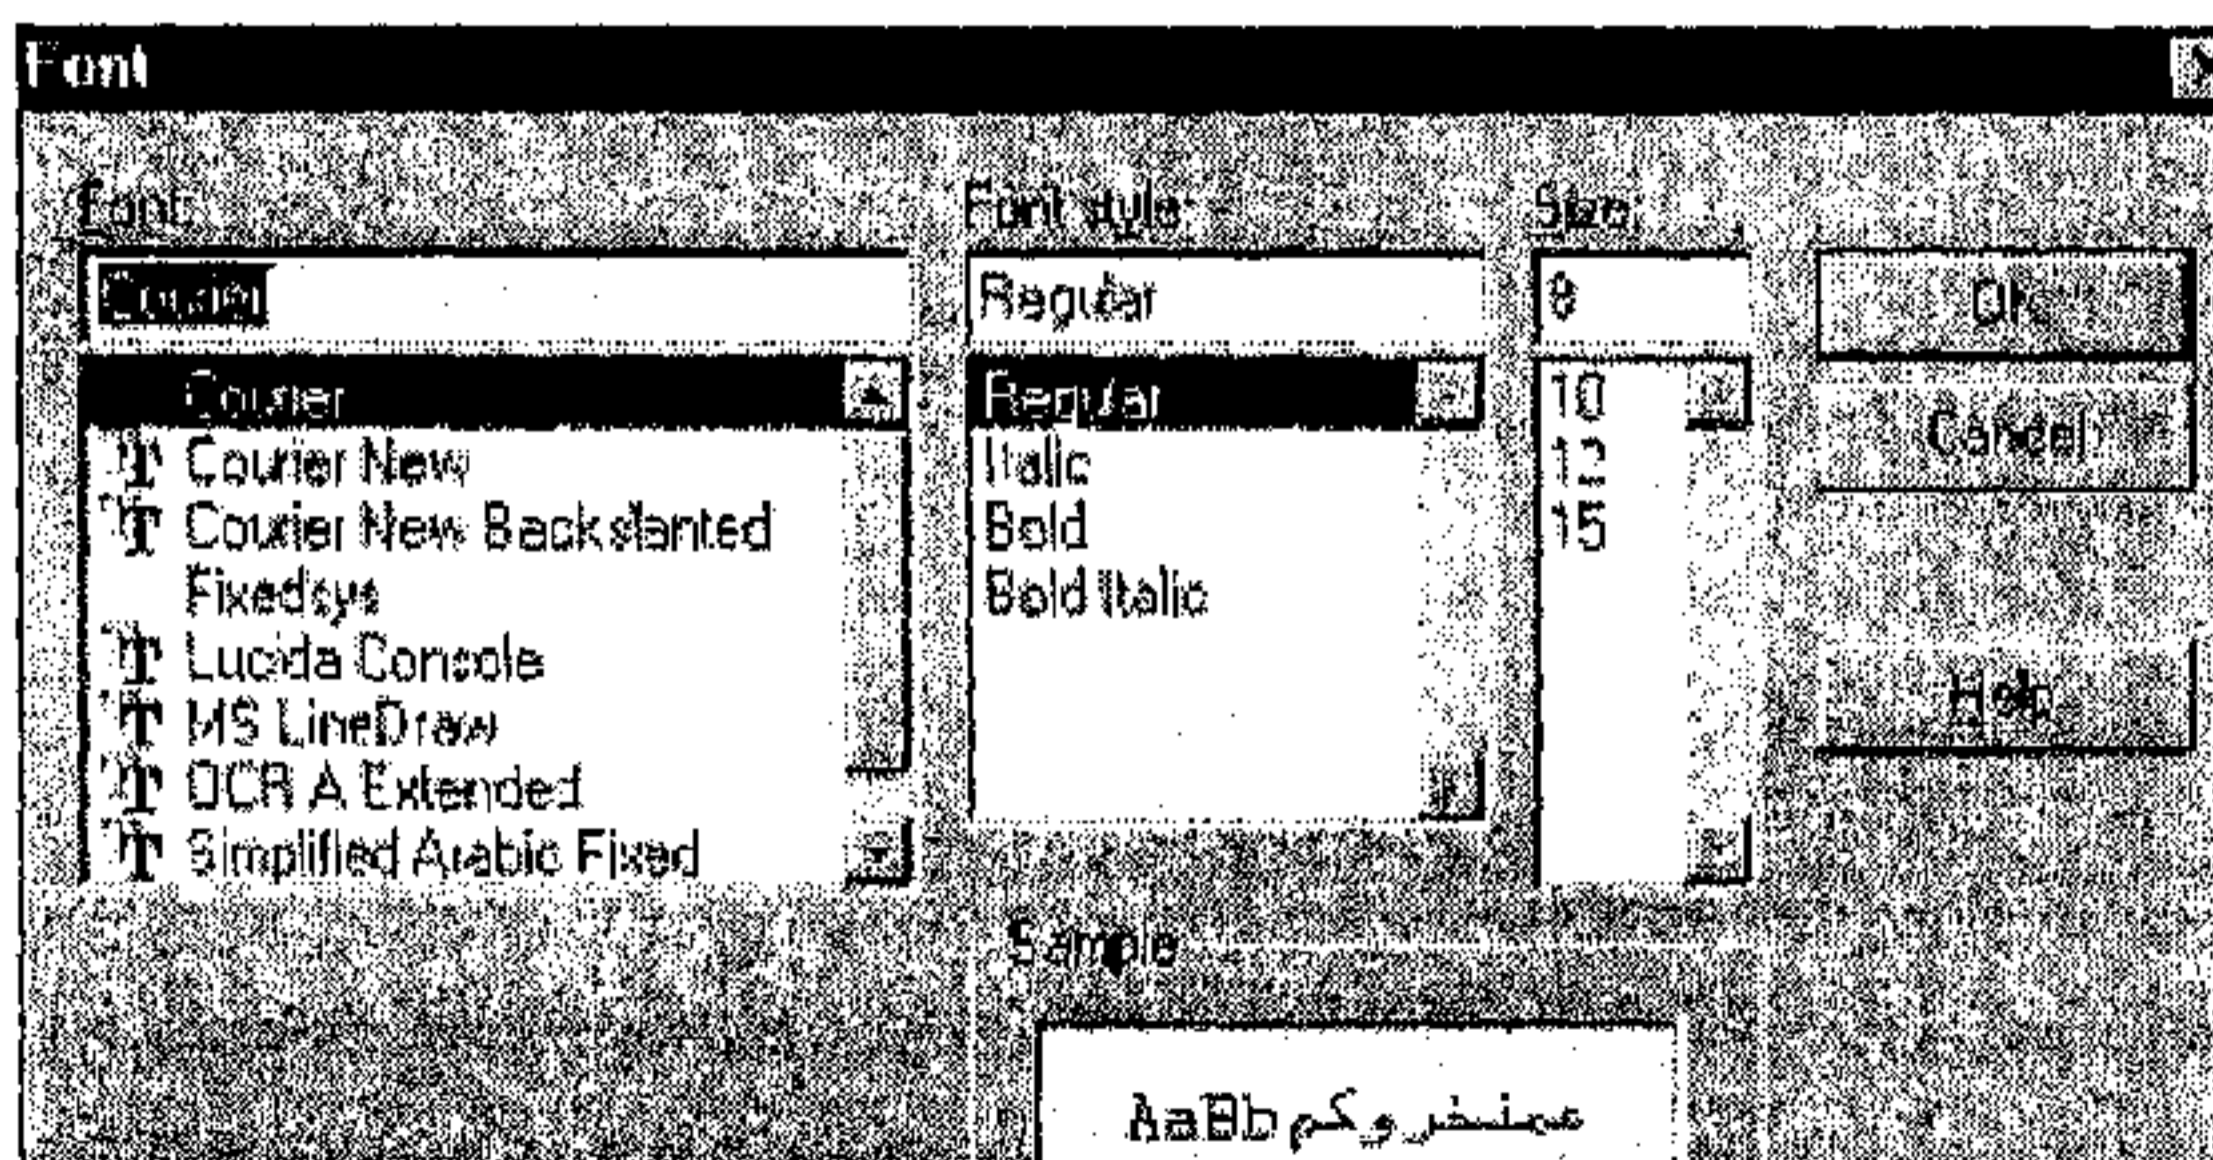 Font
Font:
Font style:
Size:
Courier
Regular
8
OK
Courier
Courier New
Courier New Backslanted
Fixedsys
Lucida Console
MS LineDraw
OCR A Extended
Simplified Arabic Fixed
Regular
Italic
Bold
Bold Italic
10
12
15
Cancel
Help
Sample
AaBb